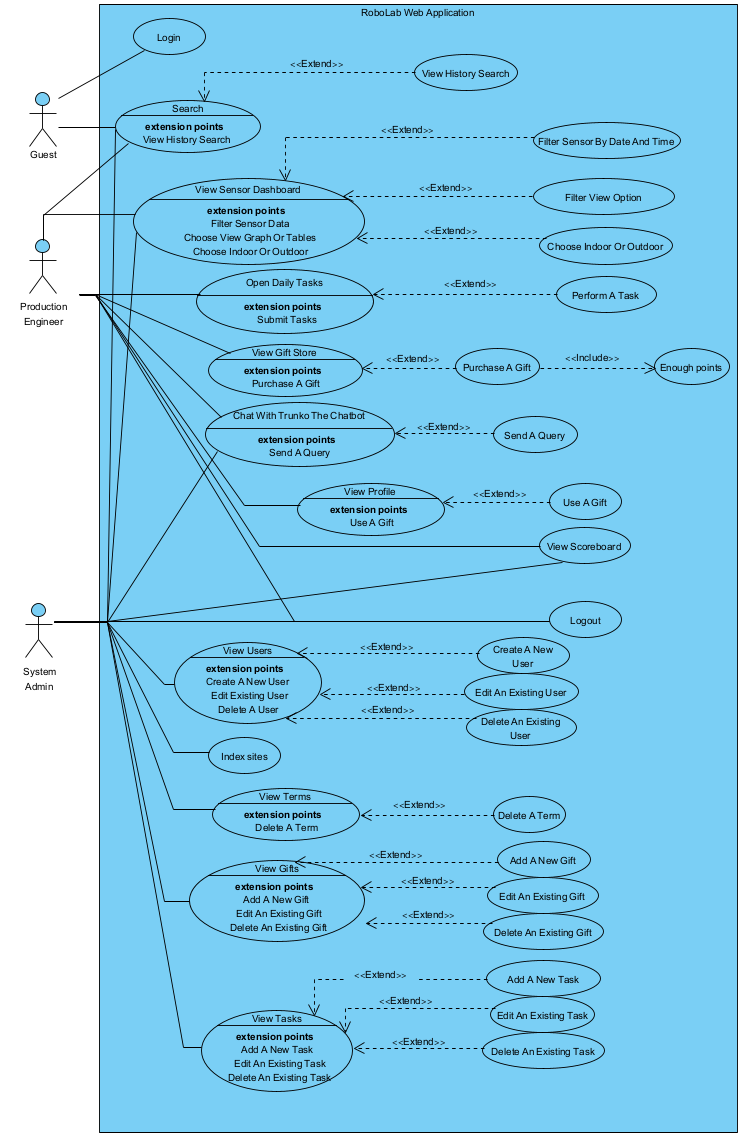 RoboLab Web Application
Login
<<Extend>>
View History Search
Search
extension points
View History Search
Guest
<<Extend>>
Filter Sensor By Date And Time
View Sensor Dashboard
extension points
Filter Sensor Data
Choose View Graph Or Tables
Choose Indoor Or Outdoor
<<Extend>>
Filter View Option
<<Extend>>
Choose Indoor Or Outdoor
Production
Engineer
Open Daily Tasks
extension points
Submit Tasks
<<Extend>>
Perform A Task
View Gift Store
extension points
Purchase A Gift
<<Extend>>
Purchase A Gift
<<Include>>
Enough points
Chat With Trunko The Chatbot
extension points
Send A Query
<<Extend>>
Send A Query
View Profile
extension points
Use A Gift
<<Extend>>
Use A Gift
View Scoreboard
Logout
System
Admin
View Users
extension points
Create A New User
Edit Existing User
Delete A User
<<Extend>>
Create A New
User
<<Extend>>
Edit An Existing User
<<Extend>>
Delete An Existing
User
Index sites
View Terms
extension points
Delete A Term
<<Extend>>
Delete A Term
View Gifts
extension points
Add A New Gift
Edit An Existing Gift
Delete An Existing Gift
<<Extend>>
Add A New Gift
<<Extend>>
Edit An Existing Gift
<<Extend>>
Delete An Existing Gift
View Tasks
extension points
Add A New Task
Edit An Existing Task
Delete An Existing Task
<<Extend>>
Add A New Task
<<Extend>>
Edit An Existing Task
<<Extend>>
Delete An Existing Task